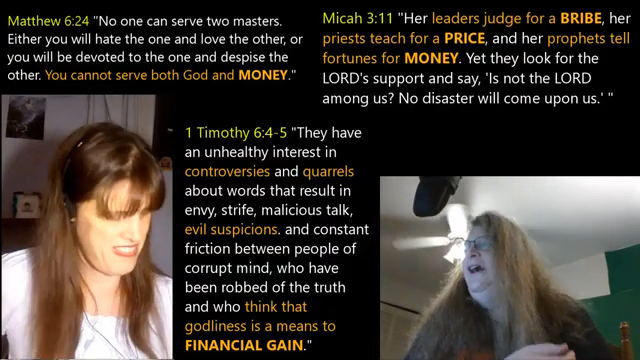 Matthew 6:24 "No one can serve two masters.
Either you will hate the one and love the other, or
you will be devoted to the one and despise the
other. You cannot serve both God and MONEY."
Micah 3:11 "Her leaders judge for a BRIBE, her
priests teach for a PRICE, and her prophets tell
fortunes for MONEY. Yet they look for the
LORD's support and say, 'Is not the LORD
among us? No disaster will come upon us.' "
1 Timothy 6:4-5 "They have
an unhealthy interest in
controversies and quarrels
about words that result in
envy, strife, malicious talk,
evil suspicions. and constant
friction between people of
corrupt mind, who have
been robbed of the truth
and who think that
godliness is a means to
FINANCIAL GAIN."